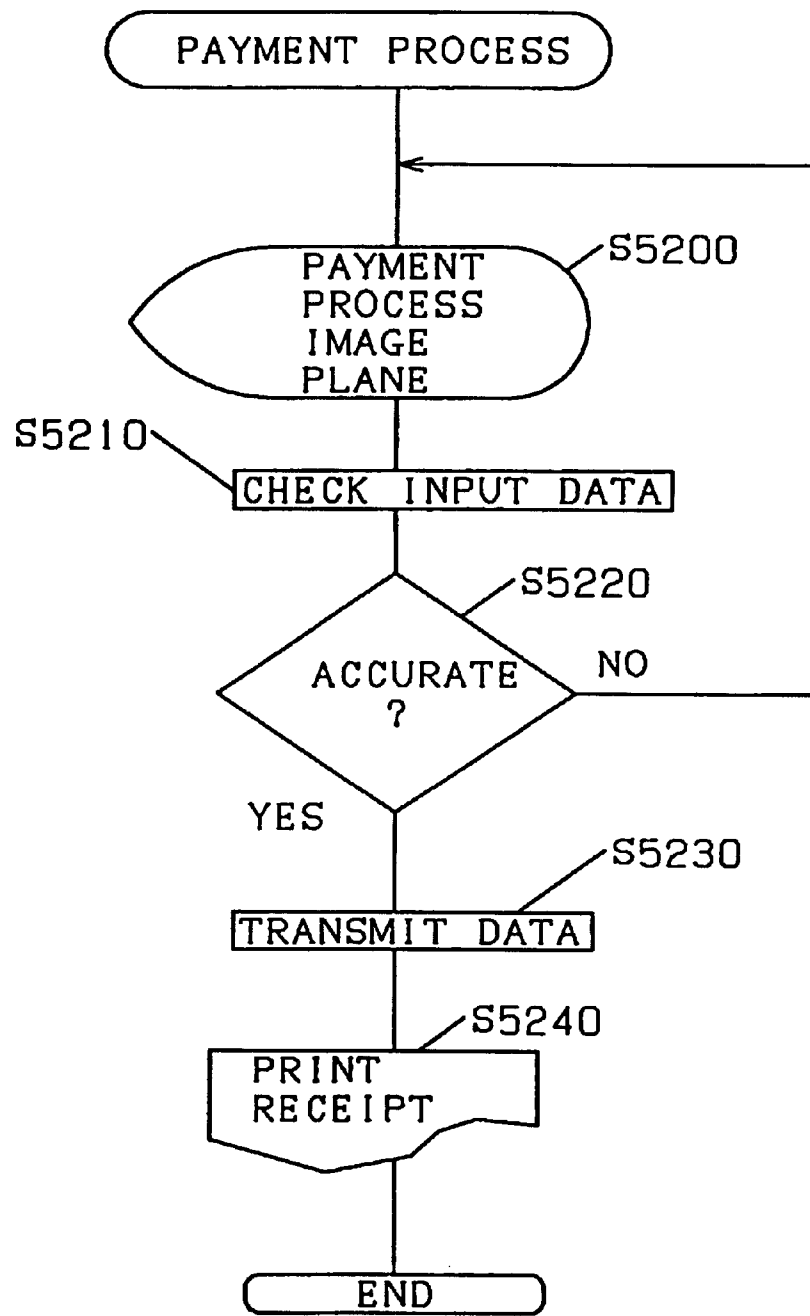 PAYMENT PROCESS
S5200
PAYMENT
PROCESS
IMAGE
PLANE
S5210
CHECK INPUT DATA
S5220
ACCURATE
?
NO
YES
S5230
TRANSMIT DATA
S5240
PRINT
RECEIPT
END